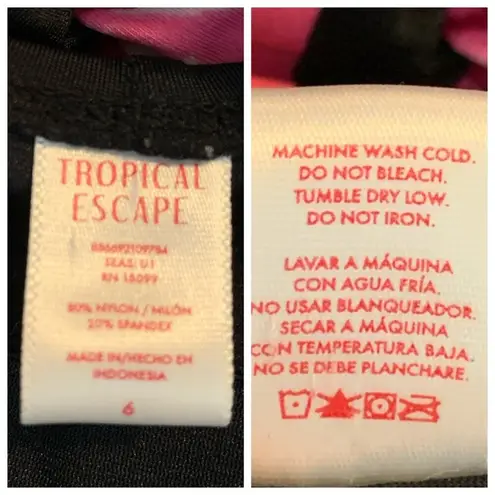 TROPICAL
ESCAPE
SEAS: U1
RN 15099
80% NYLON / NILÓN
20% SPANDEX
MADE IN/HECHO EN
INDONESIA
6
MACHINE WASH COLD.
DO NOT BLEACH.
TUMBLE DRY LOW.
DO NOT IRON.
LAVAR A MÁQUINA
CON AGUA FRÍA.
NO USAR BLANQUEADOR.
SECAR A MÁQUINA
CON TEMPERATURA BAJA.
NO SE DEBE PLANCHARE.